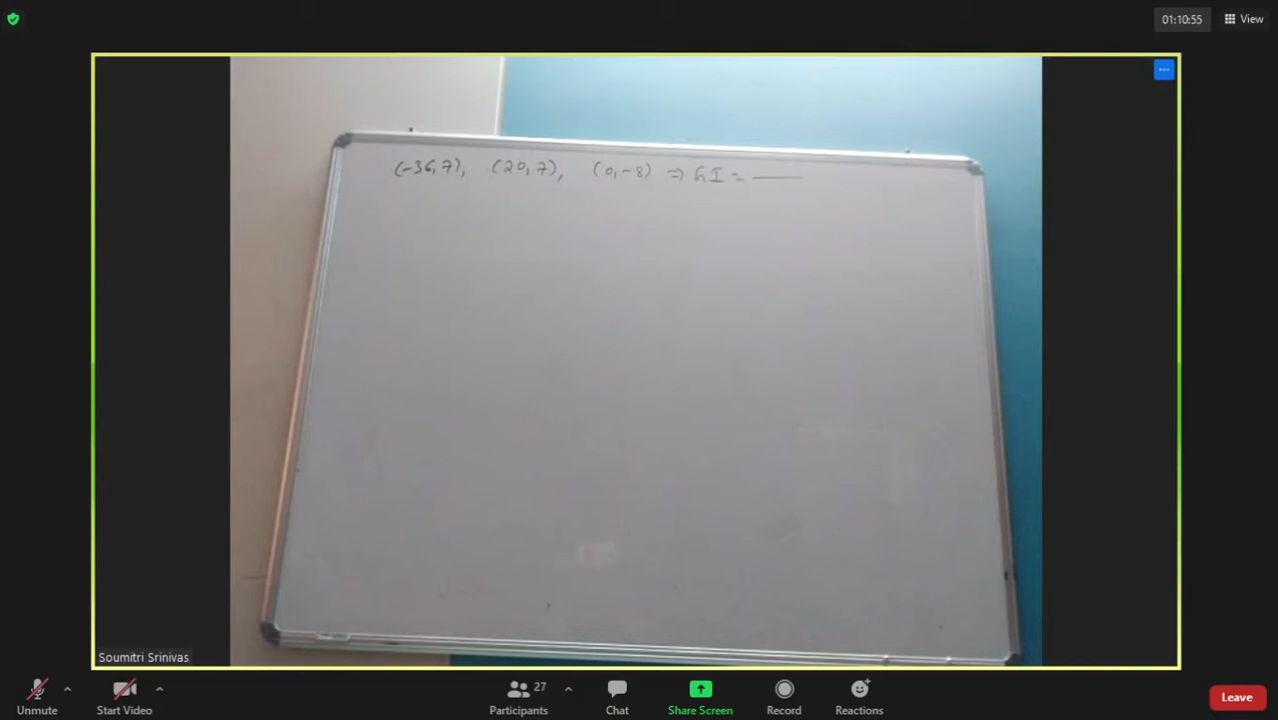 01:10:55 View
(-36,7), (20,7), (0,-8) ⇒ GI = ___
Soumitri Srinivas
Unmute Start Video Participants 27 Chat Share Screen Record Reactions Leave